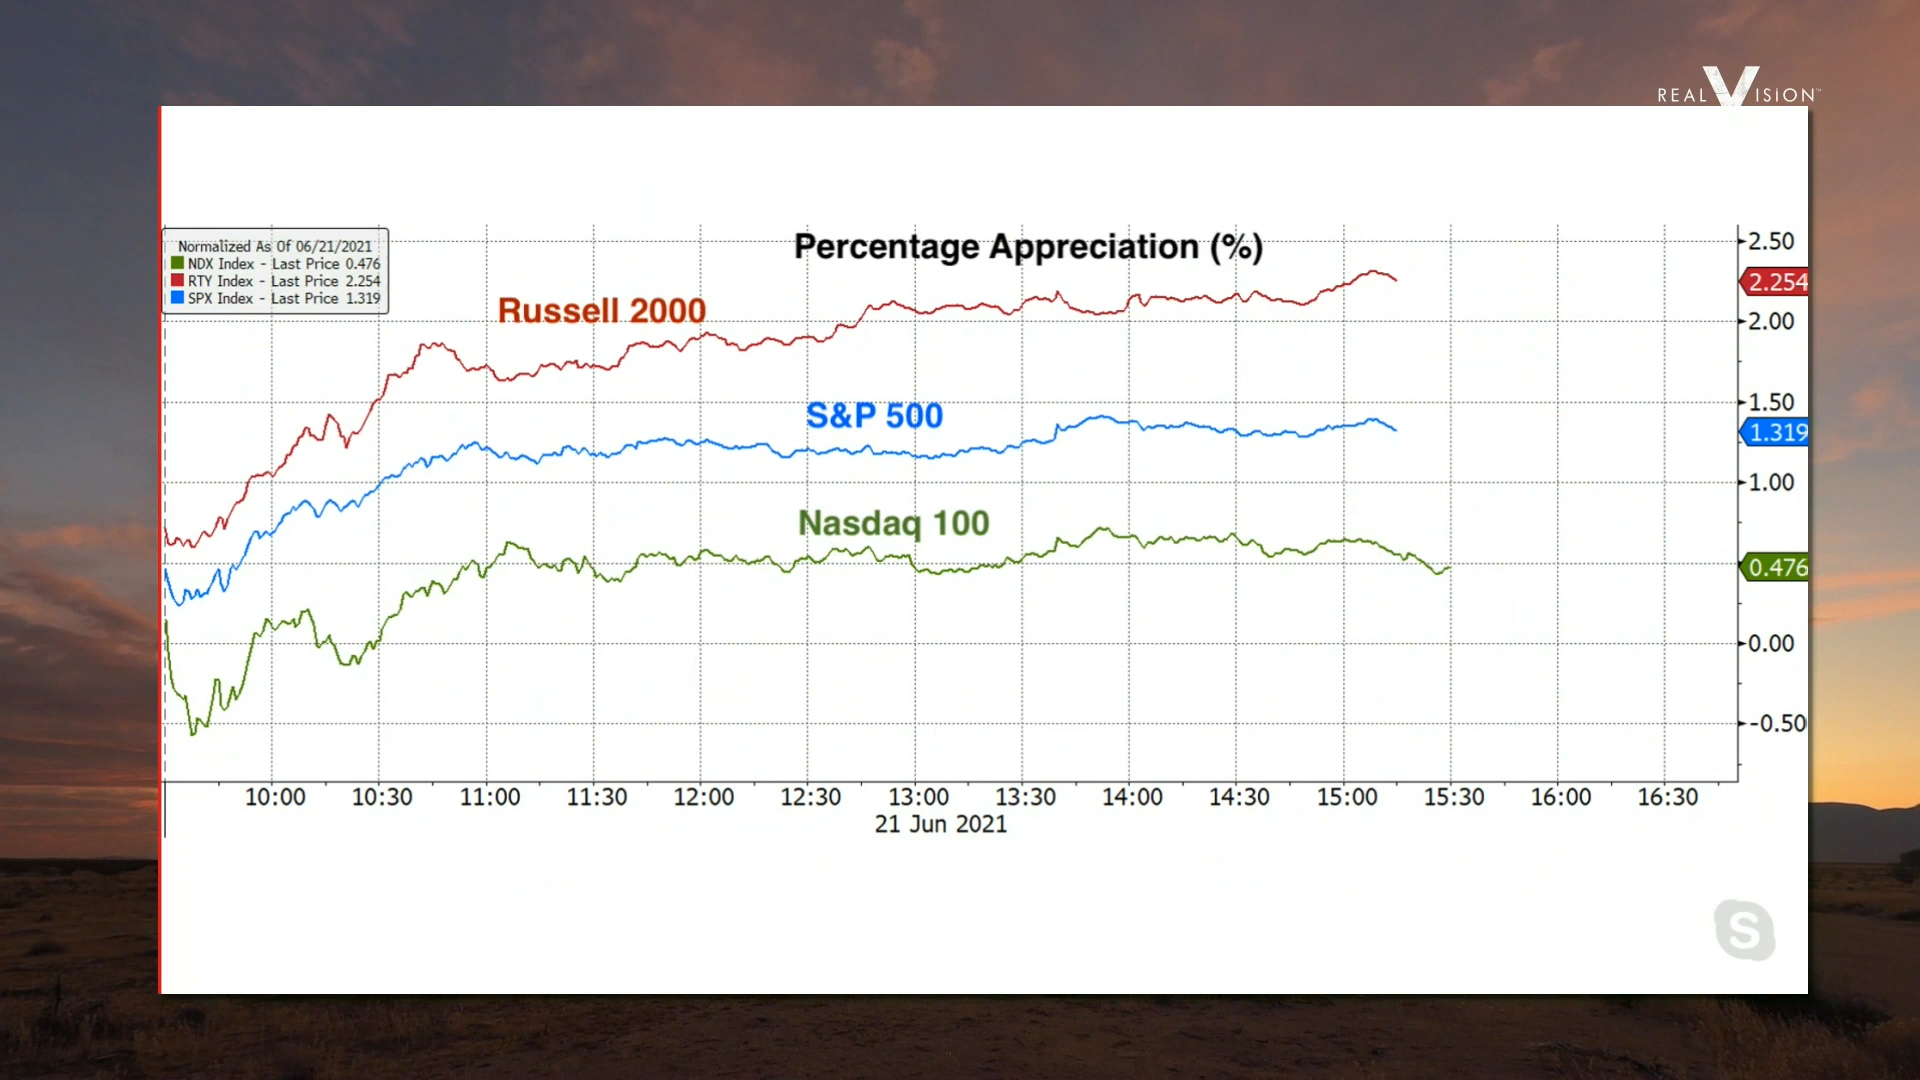 REAL VISION™
Percentage Appreciation (%)
Normalized As Of 06/21/2021
NDX Index - Last Price 0.476
RTY Index - Last Price 2.254
SPX Index - Last Price 1.319
Russell 2000
S&P 500
Nasdaq 100
2.50
2.254
2.00
1.50
1.319
1.00
0.476
0.00
-0.50
10:00 10:30 11:00 11:30 12:00 12:30 13:00 13:30 14:00 14:30 15:00 15:30 16:00 16:30
21 Jun 2021
S